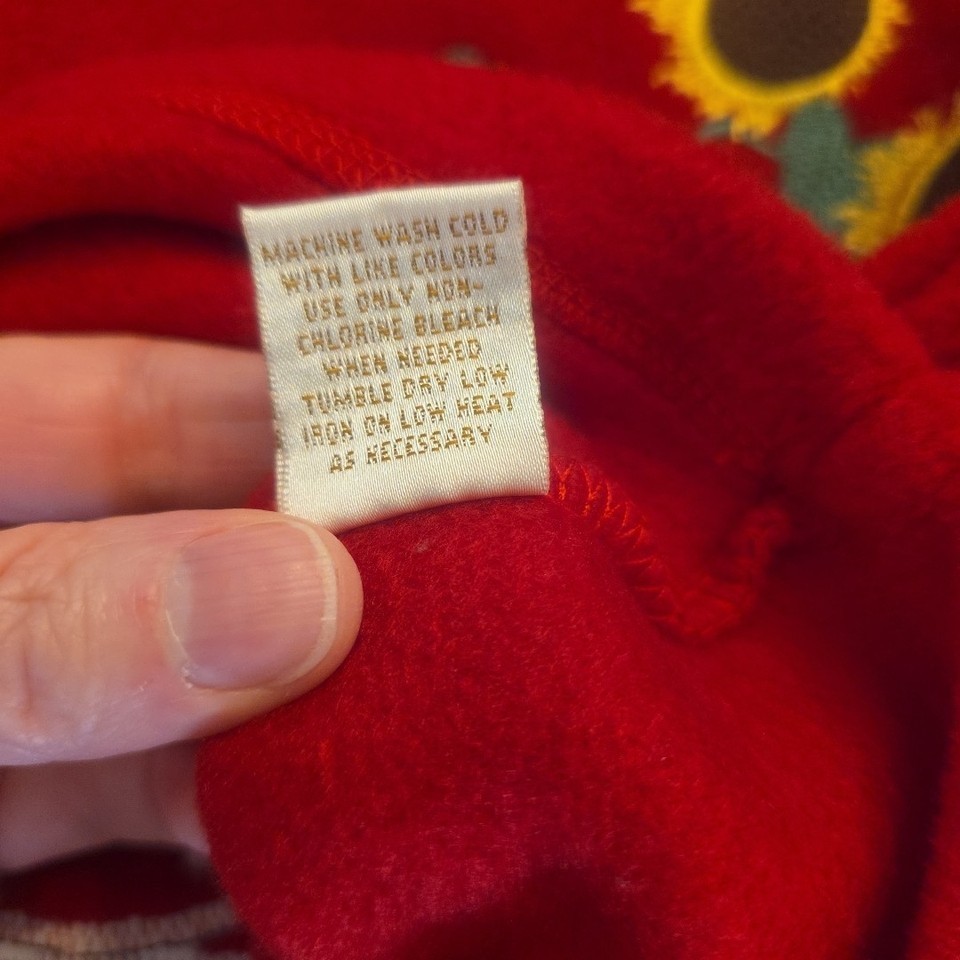 MACHINE WASH COLD
WITH LIKE COLORS
USE ONLY NON-
CHLORINE BLEACH
WHEN NEEDED
TUMBLE DRY LOW
IRON ON LOW HEAT
AS NECESSARY